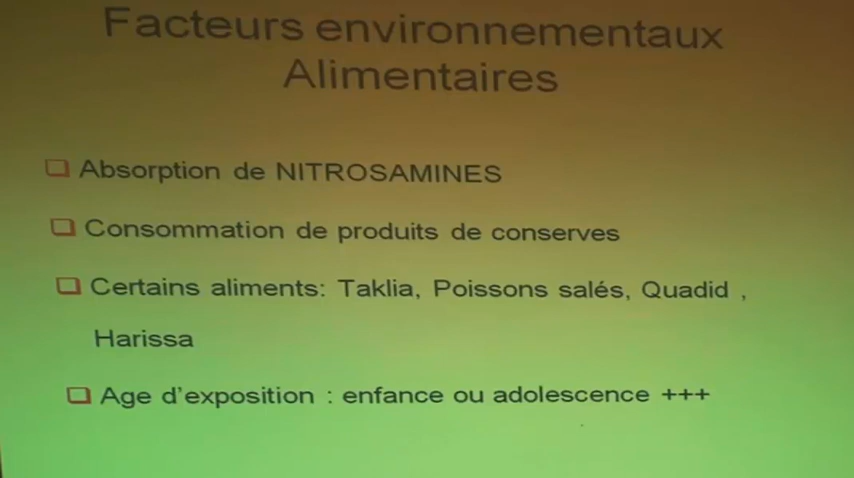 Facteurs environnementaux
Alimentaires
Absorption de NITROSAMINES
Consommation de produits de conserves
Certains aliments: Taklia, Poissons salés, Quadid ,
Harissa
Age d'exposition : enfance ou adolescence +++